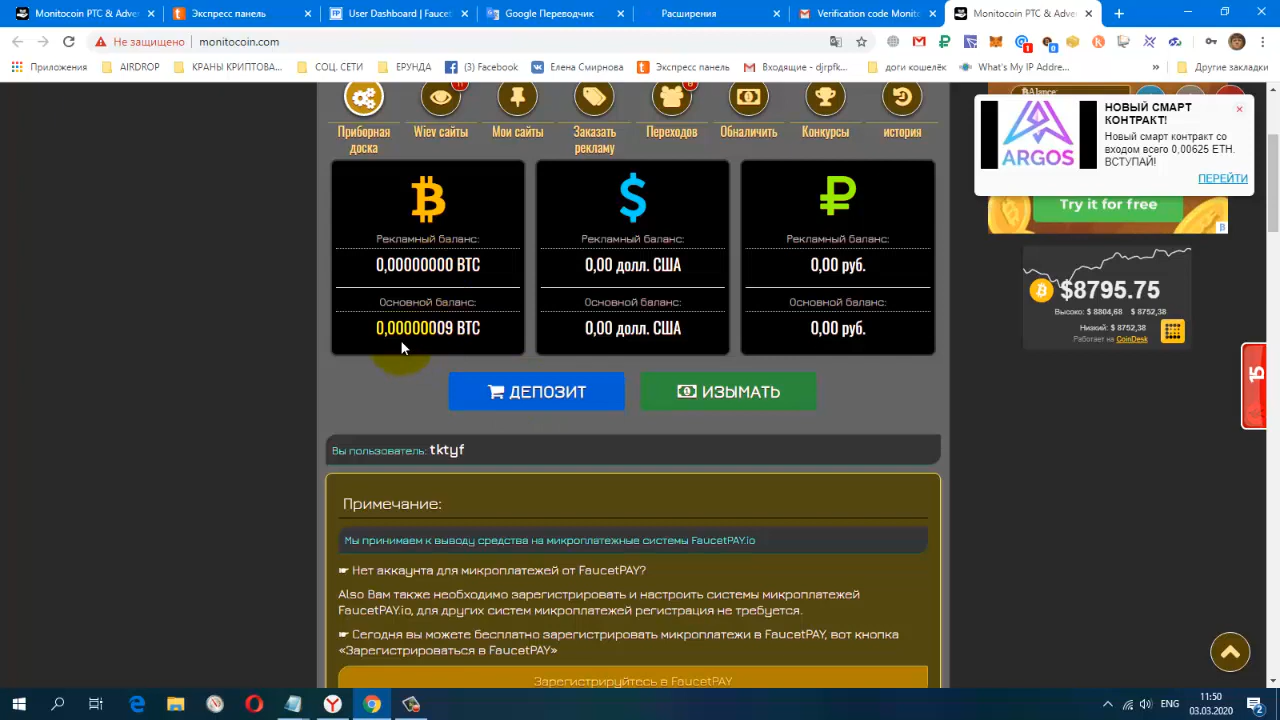 Monitocoin PTC & Adver
Экспресс панель
User Dashboard | Faucet
Google Переводчик
Расширения
Verification code Monito
Monitocoin PTC & Adve
Не защищено
monitocoin.com
Приложения
AIRDROP
КРАНЫ КРИПТОВА...
СОЦ. СЕТИ
ЕРУНДА
(3) Facebook
Елена Смирнова
Экспресс панель
Входящие - djrpfk...
доги кошелёк
What's My IP Addre...
»
Другие закладки
11
6
Приборная
доска
Wiev сайты
Мои сайты
Заказать
рекламу
Переходов
Обналичить
Конкурсы
история
Рекламный баланс:
0,00000000 BTC
Основной баланс:
0,00000009 BTC
Рекламный баланс:
0,00 долл. США
Основной баланс:
0,00 долл. США
Рекламный баланс:
0,00 руб.
Основной баланс:
0,00 руб.
ДЕПОЗИТ
ИЗЫМАТЬ
Вы пользователь: tktyf
Примечание:
Мы принимаем к выводу средства на микроплатежные системы FaucetPAY.io
☛ Нет аккаунта для микроплатежей от FaucetPAY?
Also Вам также необходимо зарегистрировать и настроить системы микроплатежей
FaucetPAY.io, для других систем микроплатежей регистрация не требуется.
☛ Сегодня вы можете бесплатно зарегистрировать микроплатежи в FaucetPAY, вот кнопка
«Зарегистрироваться в FaucetPAY»
Зарегистрируйтесь в FaucetPAY
ARGOS
НОВЫЙ СМАРТ
КОНТРАКТ!
Новый смарт контракт со
входом всего 0,00625 ETH.
ВСТУПАЙ!
ПЕРЕЙТИ
Try it for free
$8795.75
Высоко: $ 8804,68 $ 8752,38
Низкий: $ 8752,38
Работает на CoinDesk
15
ENG
11:50
03.03.2020
2